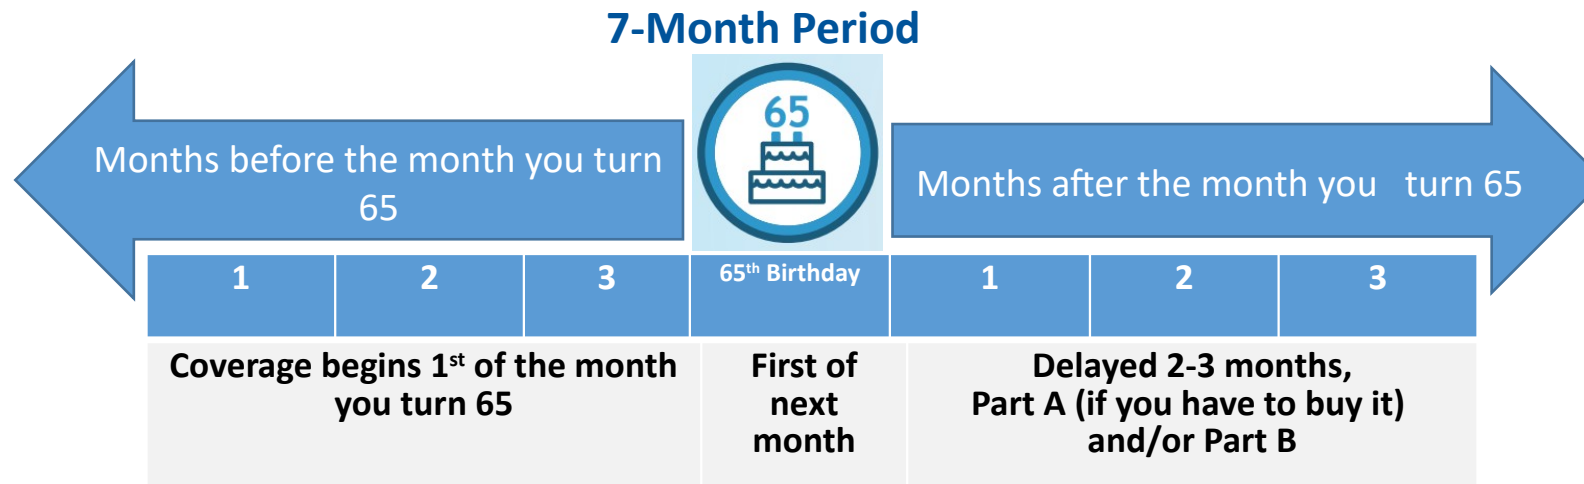 7-Month Period
65
Months before the month you turn
65
Months after the month you turn 65
1 2 3 65th Birthday 1 2 3
Coverage begins 1st of the month
you turn 65
First of
next
month
Delayed 2-3 months,
Part A (if you have to buy it)
and/or Part B